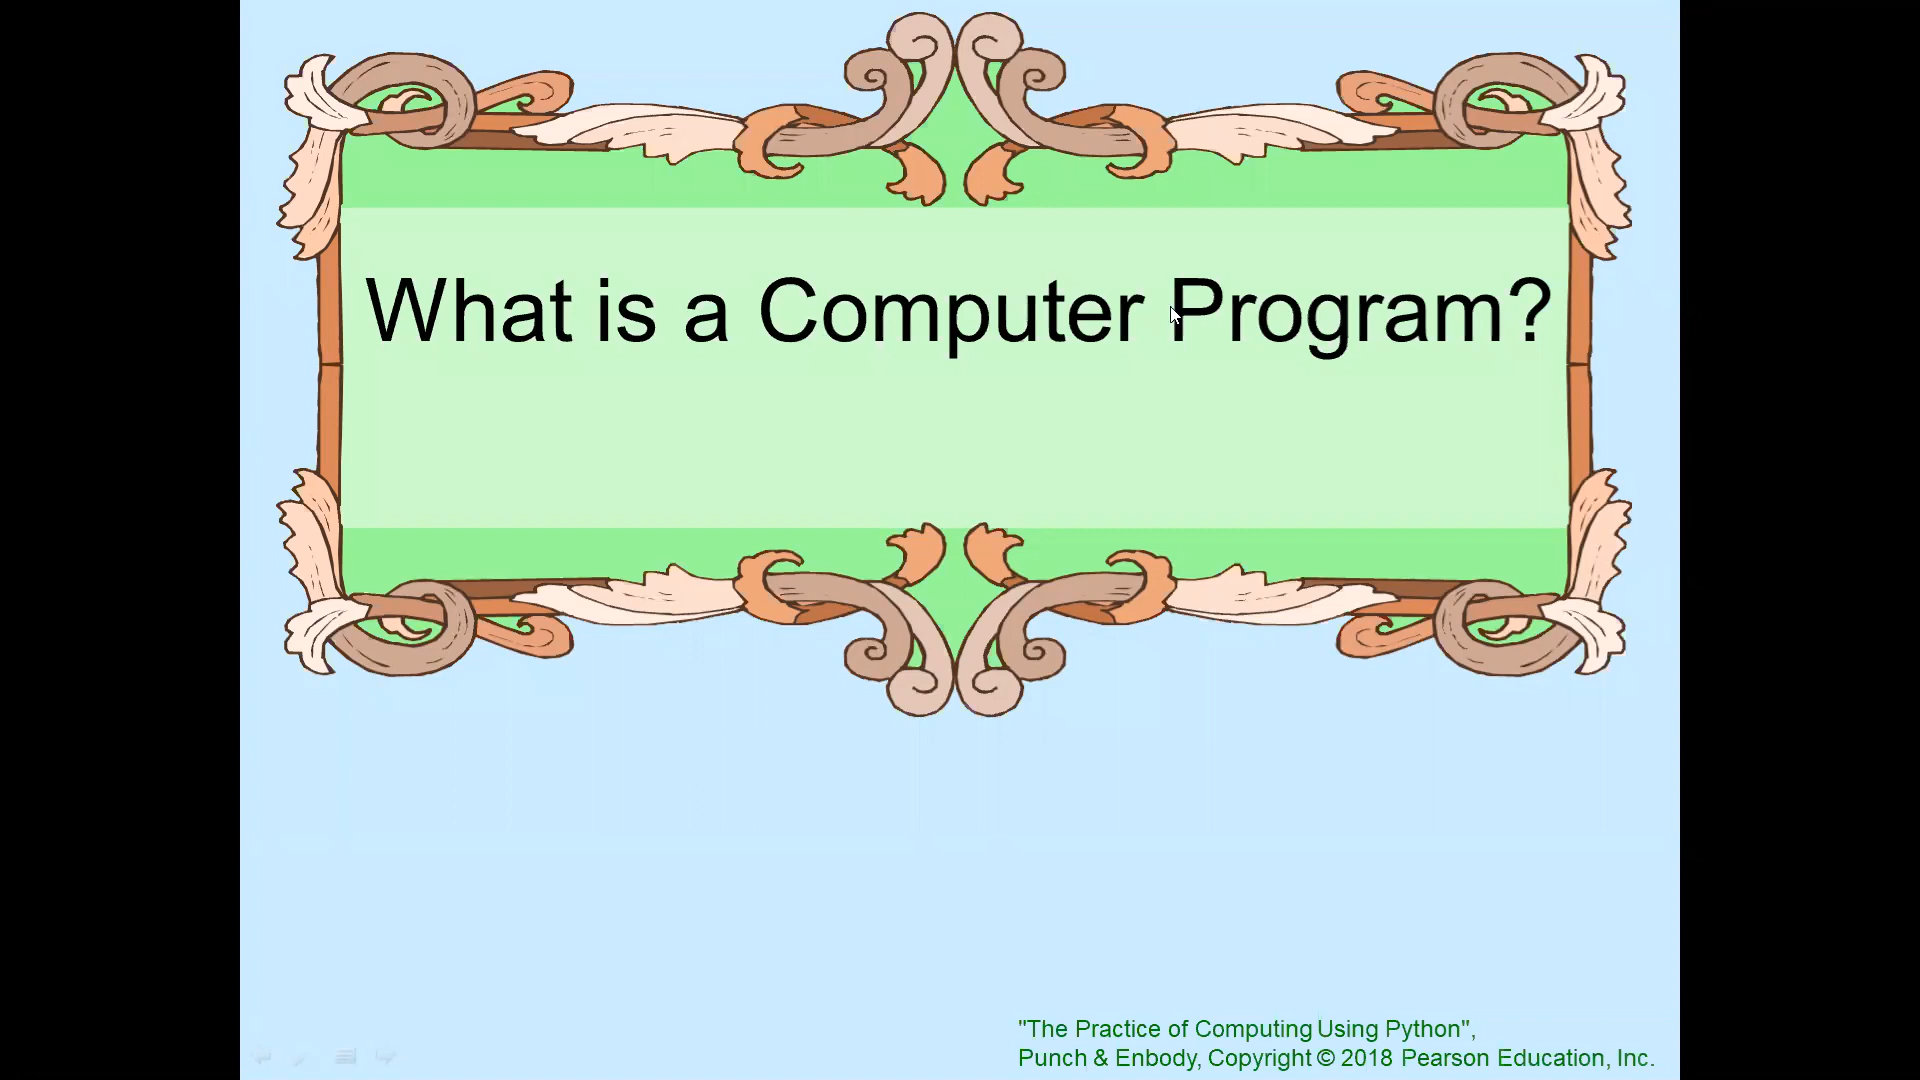 What is a Computer Program?
"The Practice of Computing Using Python",
Punch & Enbody, Copyright © 2018 Pearson Education, Inc.